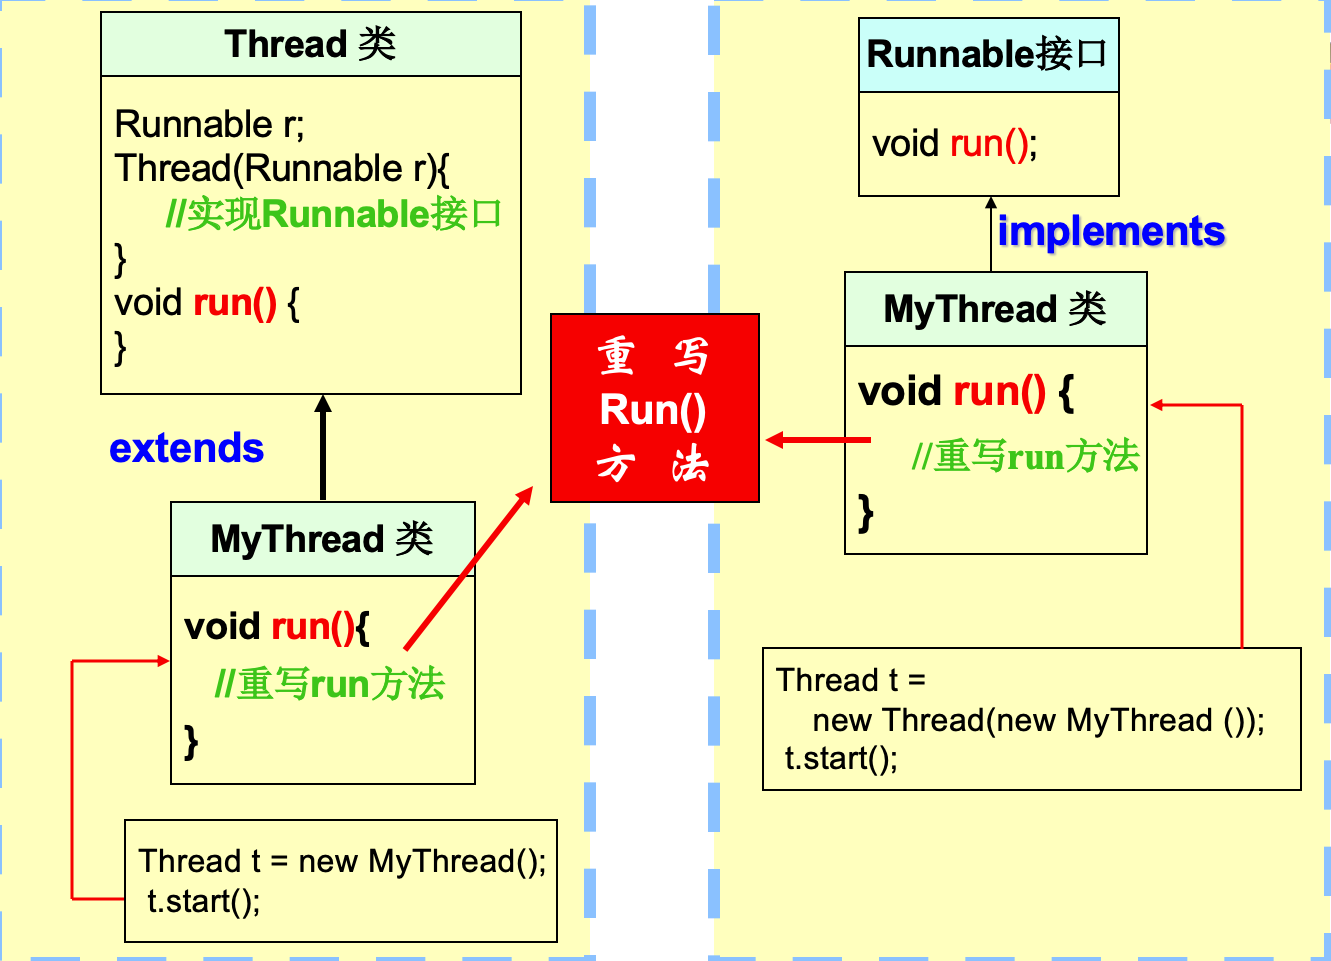 Thread 类
Runnable r;
Thread(Runnable r){
//实现Runnable接口
}
void run() {
}
extends
MyThread 类
void run(){
//重写run方法
}
Thread t = new MyThread();
t.start();
重 写
Run()
方 法
Runnable接口
void run();
implements
MyThread 类
void run() {
//重写run方法
}
Thread t =
new Thread(new MyThread ());
t.start();